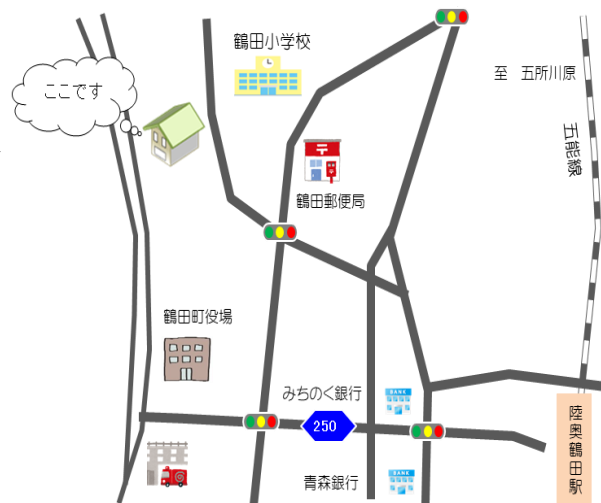 鶴田小学校
至　五所川原
ここです
五能線
〒
鶴田郵便局
鶴田町役場
みちのく銀行
BANK
250
陸奥鶴田駅
青森銀行
BANK